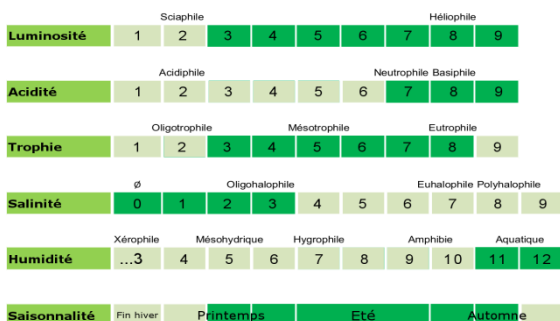 Sciaphile Héliophile
Luminosité 1 2 3 4 5 6 7 8 9
Acidiphile Neutrophile Basiphile
Acidité 1 2 3 4 5 6 7 8 9
Oligotrophile Mésotrophile Eutrophile
Trophie 1 2 3 4 5 6 7 8 9
Ø Oligohalophile Euhalophile Polyhalophile
Salinité 0 1 2 3 4 5 6 7 8 9
Xérophile Mésohydrique Hygrophile Amphibie Aquatique
Humidité ...3 4 5 6 7 8 9 10 11 12
Saisonnalité Fin hiver Printemps Eté Automne